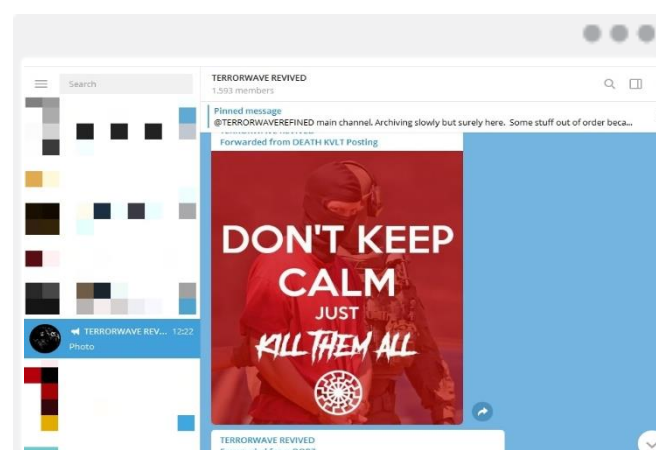 Search
TERRORWAVE REVIVED
1.593 members
Pinned message
@TERRORWAVEREFINED main channel. Archiving slowly but surely here. Some stuff out of order beca...
TERRORWAVE REVIVED
Forwarded from DEATH KVLT Posting
DON'T KEEP
CALM
JUST
KILL THEM ALL
TERRORWAVE REV... 12:22
Photo
TERRORWAVE REVIVED